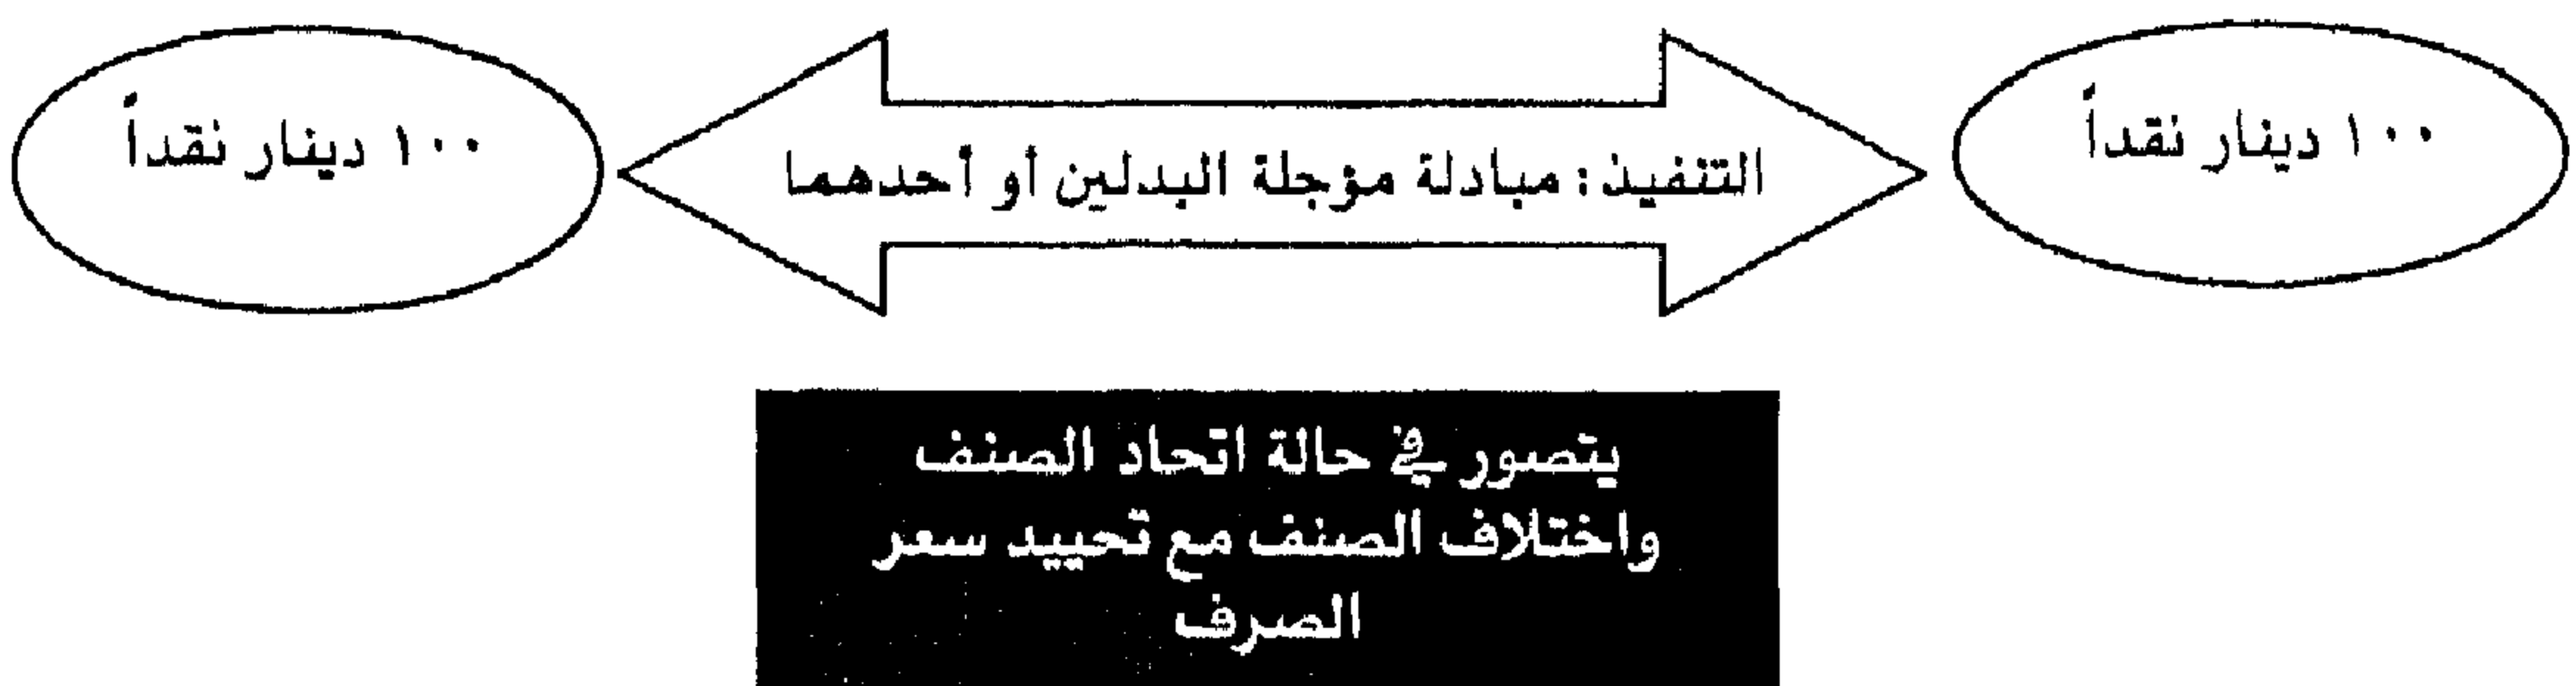 ١٠٠ دينار نقداً
التنفيذ: مبادلة مؤجلة البدلين أو أحدهما
١٠٠ دينار نقداً
يتصور في حالة اتحاد الصنف
واختلاف الصنف مع تحييد سعر
الصرف